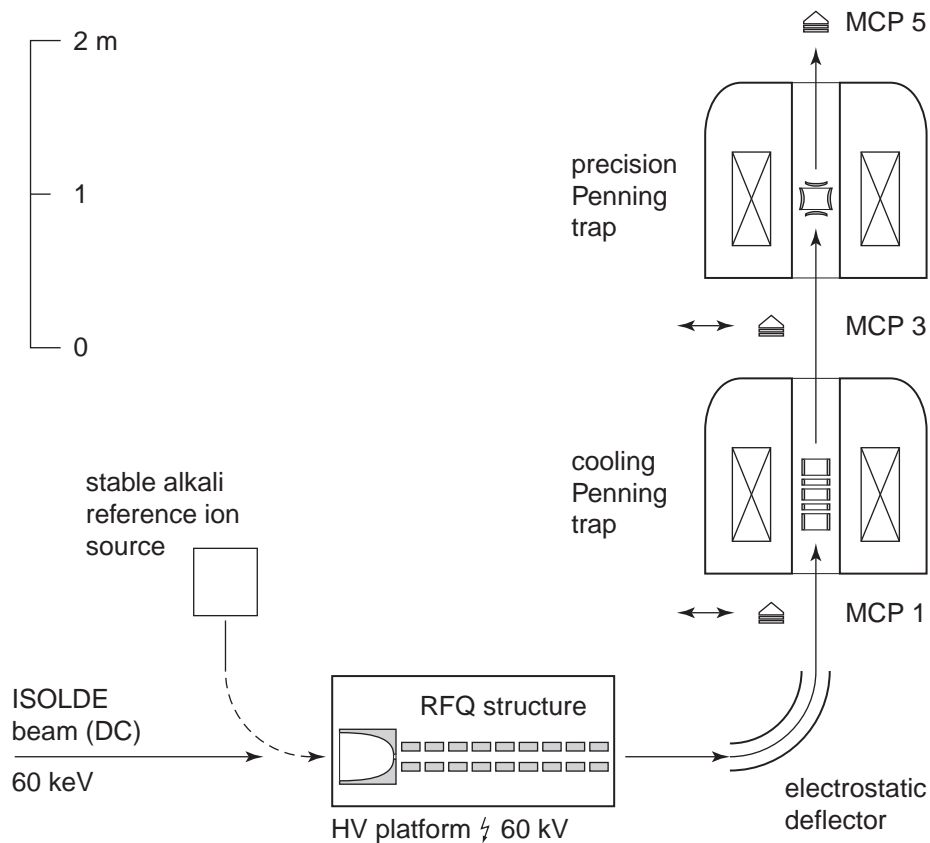 MCP 5
2 m
precision
Penning
trap
1
MCP 3
0
cooling
Penning
trap
stable alkali
reference ion
source
MCP 1
ISOLDE
beam (DC)
60 keV
RFQ structure
HV platform 60 kV
electrostatic
deflector